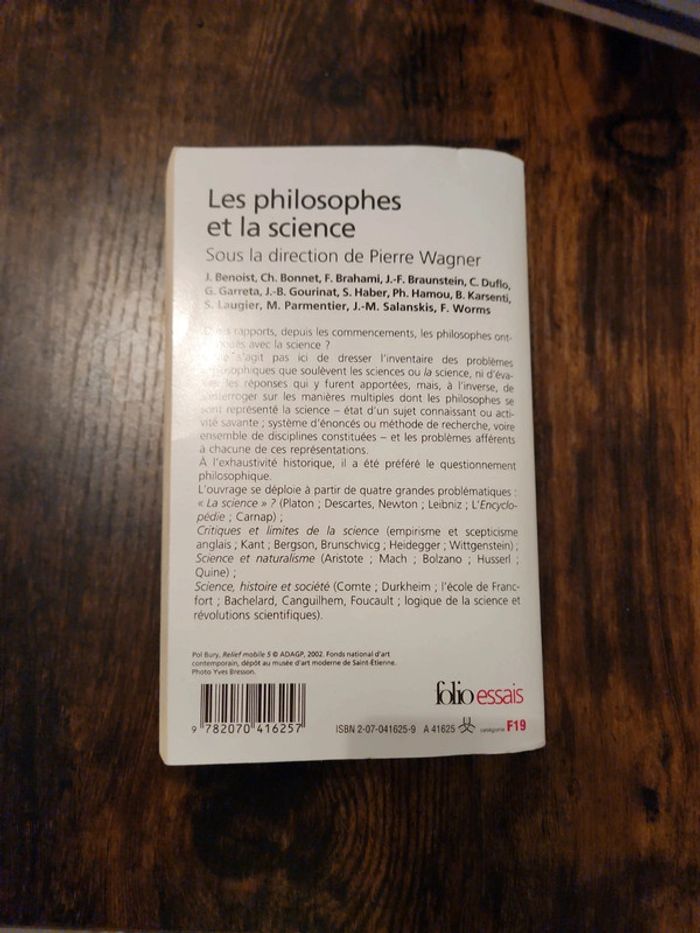 Les philosophes
et la science
Sous la direction de Pierre Wagner
J. Benoist, Ch. Bonnet, F. Brahami, J.-F. Braunstein, C. Duflo,
G. Garreta, J.-B. Gourinat, S. Haber, Ph. Hamou, B. Karsenti,
S. Laugier, M. Parmentier, J.-M. Salanskis, F. Worms
rapports, depuis les commencements, les philosophes ont-
avec la science ?
s'agit pas ici de dresser l'inventaire des problèmes
philosophiques que soulèvent les sciences ou la science, ni d'éva-
les réponses qui y furent apportées, mais, à l'inverse, de
s'interroger sur les manières multiples dont les philosophes se
sont représenté la science – état d'un sujet connaissant ou acti-
vité savante ; système d'énoncés ou méthode de recherche, voire
ensemble de disciplines constituées – et les problèmes afférents
à chacune de ces représentations.
À l'exhaustivité historique, il a été préféré le questionnement
philosophique.
L'ouvrage se déploie à partir de quatre grandes problématiques :
« La science » ? (Platon ; Descartes, Newton ; Leibniz ; L'Encyclo-
pédie ; Carnap) ;
Critiques et limites de la science (empirisme et scepticisme
anglais ; Kant ; Bergson, Brunschvicg ; Heidegger ; Wittgenstein) ;
Science et naturalisme (Aristote ; Mach ; Bolzano ; Husserl ;
Quine) ;
Science, histoire et société (Comte ; Durkheim ; l'école de Franc-
fort ; Bachelard, Canguilhem, Foucault ; logique de la science et
révolutions scientifiques).
Pol Bury, Relief mobile 5 © ADAGP, 2002. Fonds national d'art
contemporain, dépôt au musée d'art moderne de Saint-Étienne.
Photo Yves Bresson.
folio essais
9 782070 416257
ISBN 2-07-041625-9 A 41625 catégorie F19